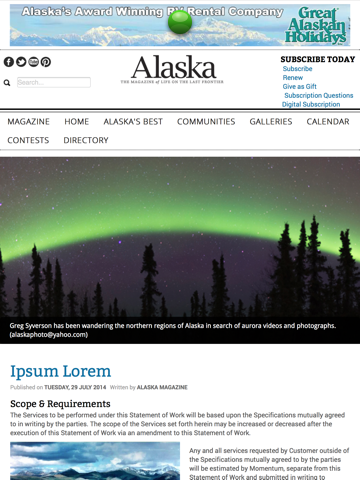 Alaska's Award Winning RV Rental Company
Great
Alaskan
Holidays
SUBSCRIBE TODAY
Subscribe
Renew
Give as Gift
Subscription Questions
Digital Subscription
Search...
Alaska
THE MAGAZINE of LIFE ON THE LAST FRONTIER
MAGAZINE HOME ALASKA'S BEST COMMUNITIES GALLERIES CALENDAR
CONTESTS DIRECTORY
Greg Syverson has been wandering the northern regions of Alaska in search of aurora videos and photographs.
(alaskaphoto@yahoo.com)
Ipsum Lorem
Published on TUESDAY, 29 JULY 2014 Written by ALASKA MAGAZINE
Scope & Requirements
The Services to be performed under this Statement of Work will be based upon the Specifications mutually agreed
to in writing by the parties. The scope of the Services set forth herein may be increased or decreased after the
execution of this Statement of Work via an amendment to this Statement of Work.
Any and all services requested by Customer outside of
the Specifications mutually agreed to by the parties
will be estimated by Momentum, separate from this
Statement of Work and submitted in writing to